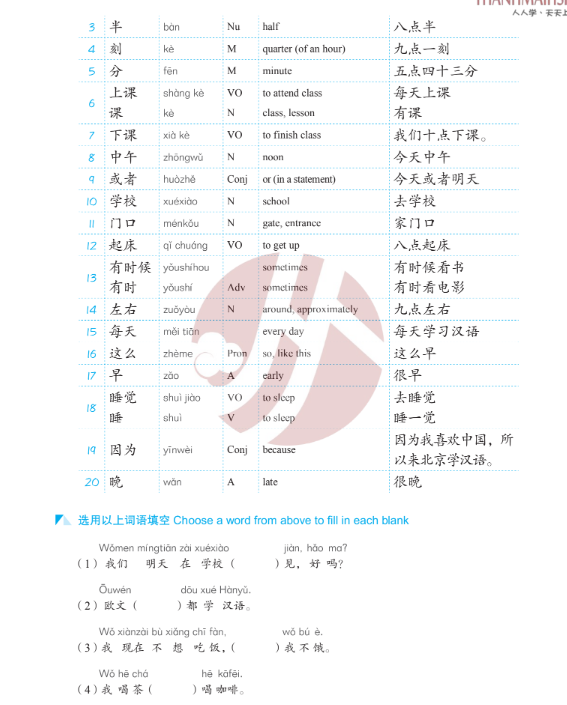 人人学·天天上
3 半 bàn Nu half 八点半
4 刻 kè M quarter (of an hour) 九点一刻
5 分 fēn M minute 五点四十三分
6 上课 shàng kè VO to attend class 每天上课
课 kè N class, lesson 有课
7 下课 xià kè VO to finish class 我们十点下课。
8 中午 zhōngwǔ N noon 今天中午
9 或者 huòzhě Conj or (in a statement) 今天或者明天
10 学校 xuéxiào N school 去学校
11 门口 ménkǒu N gate, entrance 家门口
12 起床 qǐ chuáng VO to get up 八点起床
13 有时候 yǒushíhou sometimes 有时候看书
有时 yǒushí Adv sometimes 有时看电影
14 左右 zuǒyòu N around, approximately 九点左右
15 每天 měi tiān every day 每天学习汉语
16 这么 zhème Pron so, like this 这么早
17 早 zǎo A early 很早
18 睡觉 shuì jiào VO to sleep 去睡觉
睡 shuì V to sleep 睡一觉
19 因为 yīnwèi Conj because 因为我喜欢中国，所
以来北京学汉语。
20 晚 wǎn A late 很晚
选用以上词语填空 Choose a word from above to fill in each blank
Wǒmen míngtiān zài xuéxiào jiàn, hǎo ma?
（1）我们 明天 在 学校（ ）见，好 吗？
Ōuwén dōu xué Hànyǔ.
（2）欧文（ ）都 学 汉语。
Wǒ xiànzài bù xiǎng chī fàn, wǒ bú è.
（3）我 现在 不 想 吃 饭，（ ）我 不 饿。
Wǒ hē chá hē kāfēi.
（4）我 喝 茶（ ）喝 咖啡。